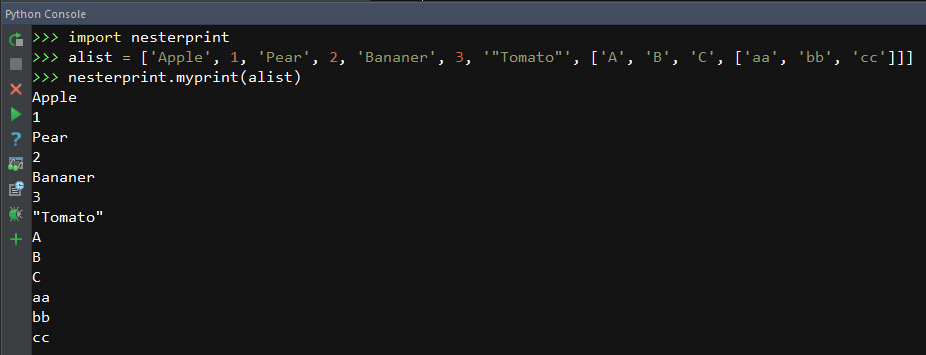 Python Console
>>> import nesterprint
>>> alist = ['Apple', 1, 'Pear', 2, 'Bananer', 3, '"Tomato"', ['A', 'B', 'C', ['aa', 'bb', 'cc']]]
>>> nesterprint.myprint(alist)
Apple
1
Pear
2
Bananer
3
"Tomato"
A
B
C
aa
bb
cc